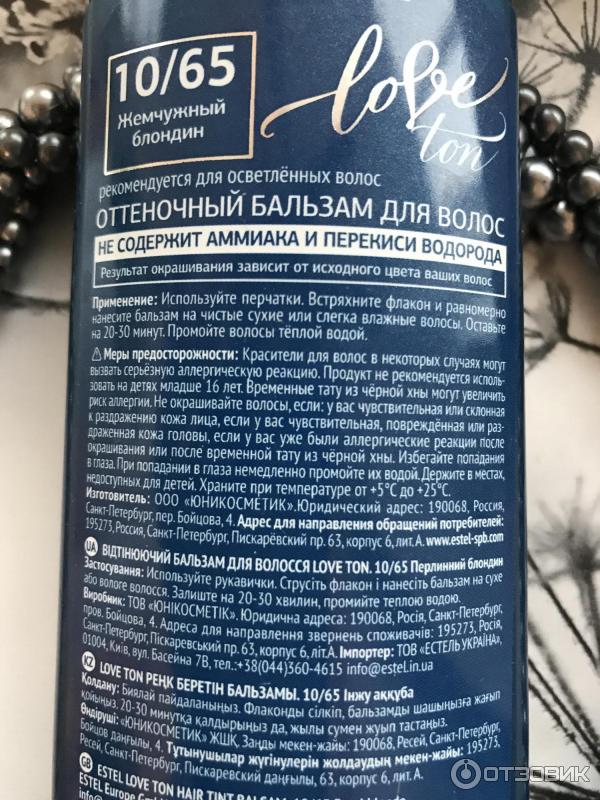 10/65
Жемчужный
блондин
love
ton
рекомендуется для осветлённых волос
ОТТЕНОЧНЫЙ БАЛЬЗАМ ДЛЯ ВОЛОС
НЕ СОДЕРЖИТ АММИАКА И ПЕРЕКИСИ ВОДОРОДА
Результат окрашивания зависит от исходного цвета ваших волос
Применение: Используйте перчатки. Встряхните флакон и равномерно
нанесите бальзам на чистые сухие или слегка влажные волосы. Оставьте
на 20-30 минут. Промойте волосы тёплой водой.
⚠ Меры предосторожности: Красители для волос в некоторых случаях могут
вызвать серьёзную аллергическую реакцию. Продукт не рекомендуется исполь-
зовать на детях младше 16 лет. Временные тату из чёрной хны могут увеличить
риск аллергии. Не окрашивайте волосы, если: у вас чувствительная или склонная
к раздражению кожа лица, если у вас чувствительная, повреждённая или раз-
драженная кожа головы, если у вас уже были аллергические реакции после
окрашивания или после временной тату из чёрной хны. Избегайте попадания
в глаза. При попадании в глаза немедленно промойте их водой. Держите в местах,
недоступных для детей. Храните при температуре от +5°С до +25°С.
Изготовитель: ООО «ЮНИКОСМЕТИК».Юридический адрес: 190068, Россия,
Санкт-Петербург, пер. Бойцова, 4. Адрес для направления обращений потребителей:
195273, Россия, Санкт-Петербург, Пискарёвский пр. 63, корпус 6, лит.А. www.estel-spb.com
UA ВІДТІНЮЮЧИЙ БАЛЬЗАМ ДЛЯ ВОЛОССЯ LOVE TON. 10/65 Перлинний блондин
Застосування: Використовуйте рукавички. Струсіть флакон і нанесіть бальзам на сухе
або вологе волосся. Залиште на 20-30 хвилин, промийте теплою водою.
Виробник: ТОВ «ЮНІКОСМЕТІК». Юридична адреса: 190068, Росія, Санкт-Петербург,
пров. Бойцова, 4. Адреса для направлення звернень споживачів: 195273, Росія,
Санкт-Петербург, Піскарьовський пр. 63, корпус 6, літ.А. Імпортер: ТОВ «ЕСТЕЛЬ УКРАЇНА»,
01004, Київ, вул. Басейна 7В, тел.:+38(044)360-4615 info@estel.in.ua
KZ LOVE TON РЕҢК БЕРЕТІН БАЛЬЗАМЫ. 10/65 Інжу аққұба
Қолдану: Биялай пайдаланыңыз. Флаконды сілкіп, бальзамды шашыңызға жағып
қойыңыз. 20-30 минутқа қалдырыңыз да, жылы сумен жуып тастаңыз.
Өндіруші: «ЮНИКОСМЕТИК» ЖШҚ. Заңды мекен-жайы: 190068, Ресей, Санкт-Петербург,
Бойцов даңғылы, 4. Тұтынушылар жүгінулерін жолдаудың мекен-жайы: 195273,
Ресей, Санкт-Петербург, Пискаревский даңғылы, 63, корпус 6, лит. А.
GB ESTEL LOVE TON HAIR TINT BALSAM. 10/65
ESTEL Europe
info@
ОТЗОВИК